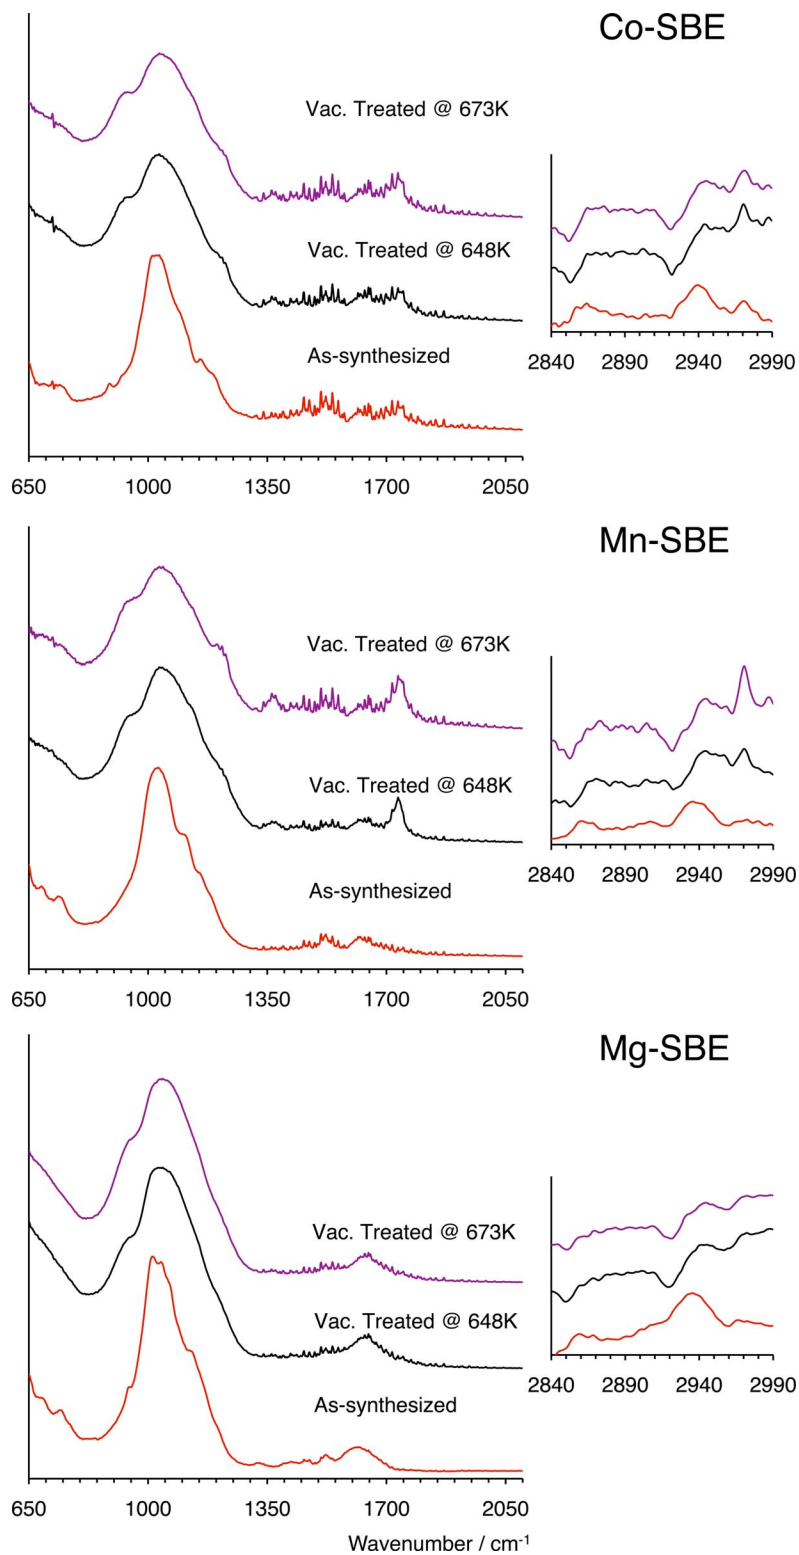 Co-SBE
Vac. Treated @ 673K
Vac. Treated @ 648K
As-synthesized
2840 2890 2940 2990
650 1000 1350 1700 2050
Mn-SBE
Vac. Treated @ 673K
Vac. Treated @ 648K
As-synthesized
2840 2890 2940 2990
650 1000 1350 1700 2050
Mg-SBE
Vac. Treated @ 673K
Vac. Treated @ 648K
As-synthesized
2840 2890 2940 2990
650 1000 1350 1700 2050
Wavenumber / cm⁻¹